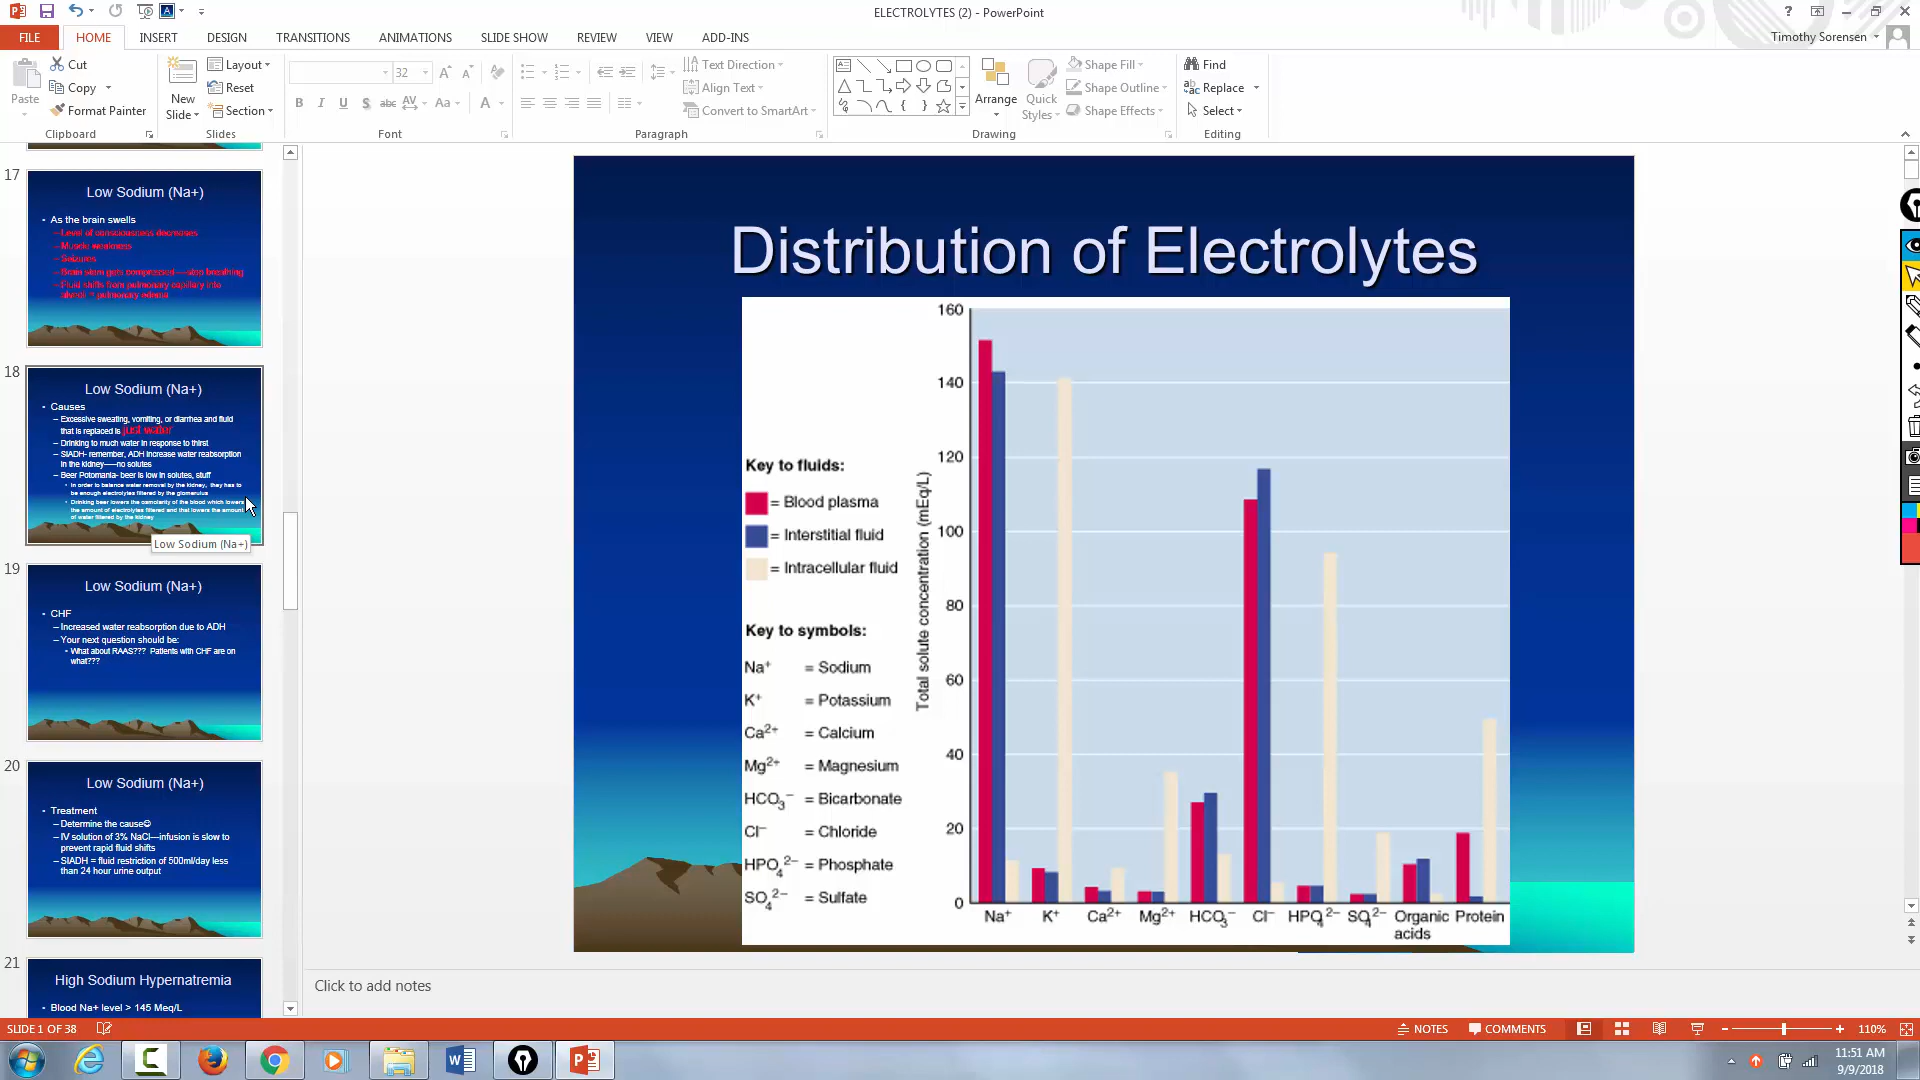 ELECTROLYTES (2) - PowerPoint
FILE HOME INSERT DESIGN TRANSITIONS ANIMATIONS SLIDE SHOW REVIEW VIEW ADD-INS
Timothy Sorensen
Paste
Cut
Copy
Format Painter
Clipboard
New
Slide
Layout
Reset
Section
Slides
32
Font
Text Direction
Align Text
Convert to SmartArt
Paragraph
Arrange
Quick
Styles
Shape Fill
Shape Outline
Shape Effects
Drawing
Find
Replace
Select
Editing
17
Low Sodium (Na+)
• As the brain swells
–Level of consciousness decreases
–Muscle weakness
–Seizures
–Brain stem gets compressed----stop breathing
–Fluid shifts from pulmonary capillary into
alveoli = pulmonary edema
18
Low Sodium (Na+)
• Causes
– Excessive sweating, vomiting, or diarrhea and fluid
that is replaced is just water
– Drinking to much water in response to thirst
– SIADH- remember, ADH increase water reabsorption
in the kidney----no solutes
– Beer Potomania- beer is low in solutes, stuff
• In order to balance water removal by the kidney, they has to
be enough electrolytes filtered by the glomerulus
• Drinking beer lowers the osmolarity of the blood which lowers
the amount of electrolytes filtered and that lowers the amount
of water filtered by the kidney
Low Sodium (Na+)
19
Low Sodium (Na+)
• CHF
– Increased water reabsorption due to ADH
– Your next question should be:
• What about RAAS??? Patients with CHF are on
what???
20
Low Sodium (Na+)
• Treatment
– Determine the cause☺
– IV solution of 3% NaCl—infusion is slow to
prevent rapid fluid shifts
– SIADH = fluid restriction of 500ml/day less
than 24 hour urine output
21
High Sodium Hypernatremia
• Blood Na+ level > 145 Meq/L
Distribution of Electrolytes
Key to fluids:
= Blood plasma
= Interstitial fluid
= Intracellular fluid
Key to symbols:
Na⁺ = Sodium
K⁺ = Potassium
Ca²⁺ = Calcium
Mg²⁺ = Magnesium
HCO₃⁻ = Bicarbonate
Cl⁻ = Chloride
HPO₄²⁻ = Phosphate
SO₄²⁻ = Sulfate
Total solute concentration (mEq/L)
160
140
120
100
80
60
40
20
0
Na⁺ K⁺ Ca²⁺ Mg²⁺ HCO₃⁻ Cl⁻ HPO₄²⁻ SO₄²⁻ Organic Protein
acids
Click to add notes
SLIDE 1 OF 38
NOTES COMMENTS 110%
11:51 AM
9/9/2018